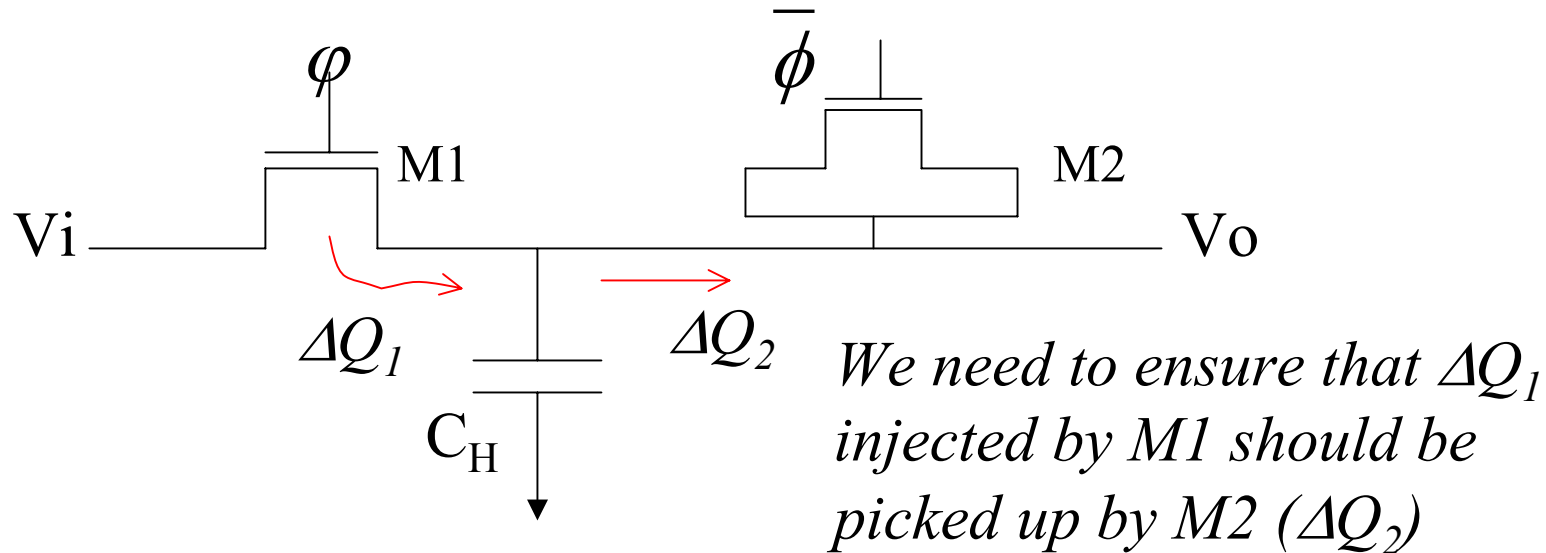 φ
ϕ̅
M1
M2
Vi
Vo
ΔQ₁
ΔQ₂
C_H
We need to ensure that ΔQ₁
injected by M1 should be
picked up by M2 (ΔQ₂)